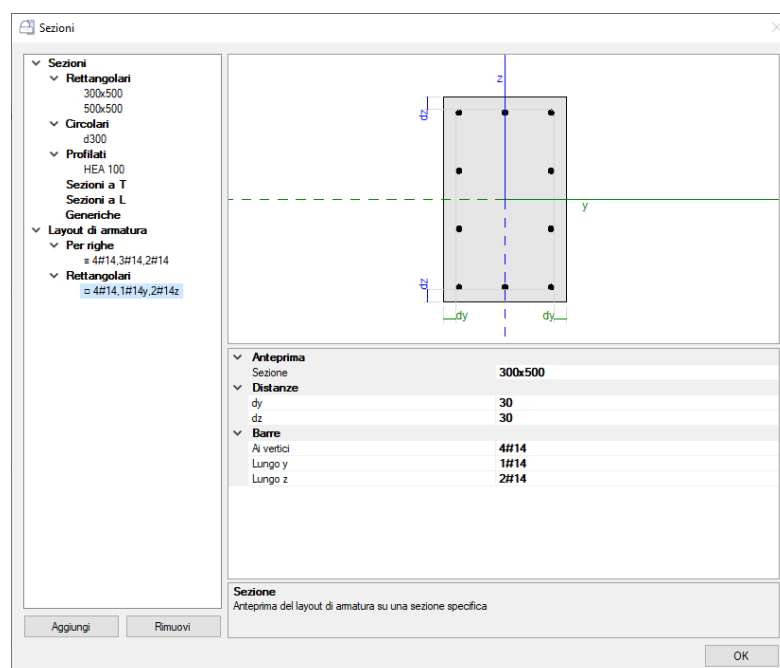 Sezioni
Sezioni
Rettangolari
300x500
500x500
Circolari
d300
Profilati
HEA 100
Sezioni a T
Sezioni a L
Generiche
Layout di armatura
Per righe
4#14,3#14,2#14
Rettangolari
4#14,1#14y,2#14z
Aggiungi
Rimuovi
z
dz
y
dz
dy
dy
Anteprima
Sezione 300x500
Distanze
dy 30
dz 30
Barre
Ai vertici 4#14
Lungo y 1#14
Lungo z 2#14
Sezione
Anteprima del layout di armatura su una sezione specifica
OK